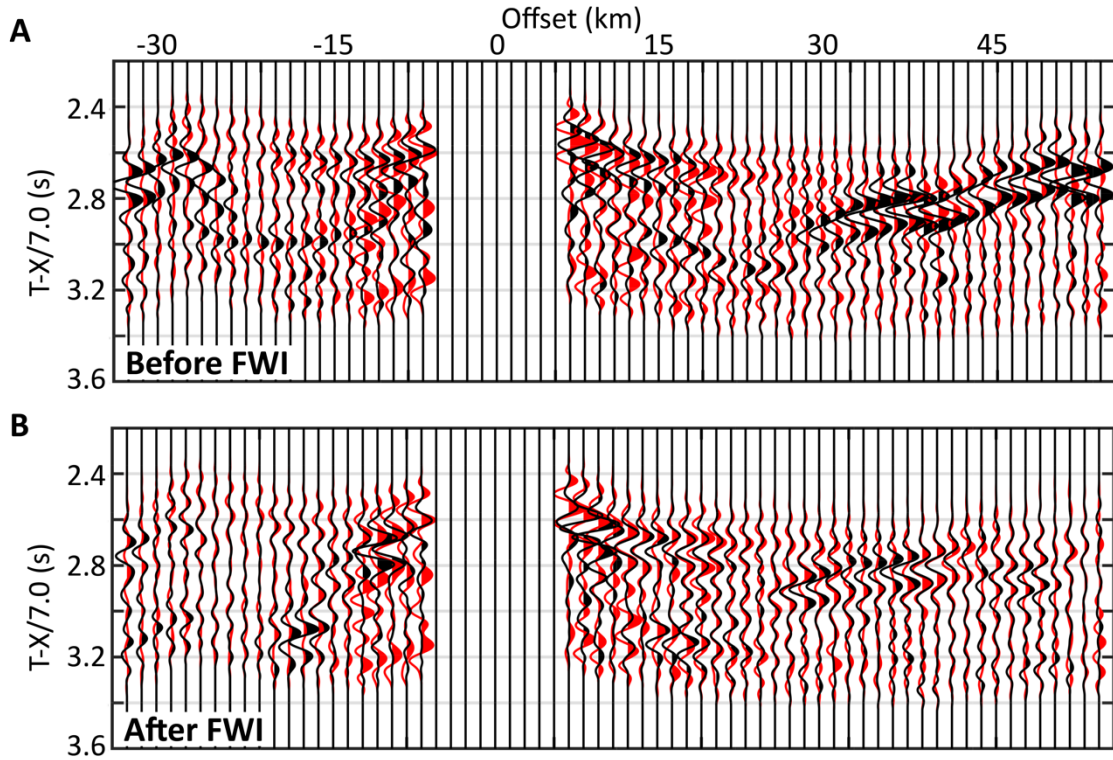 A
Offset (km)
-30 -15 0 15 30 45
2.4
2.8
3.2
3.6
T-X/7.0 (s)
Before FWI
B
2.4
2.8
3.2
3.6
T-X/7.0 (s)
After FWI